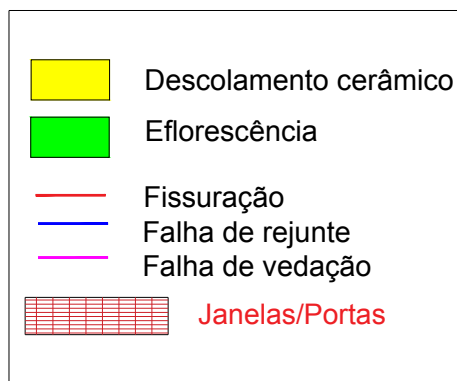 Descolamento cerâmico
Eflorescência
Fissuração
Falha de rejunte
Falha de vedação
Janelas/Portas